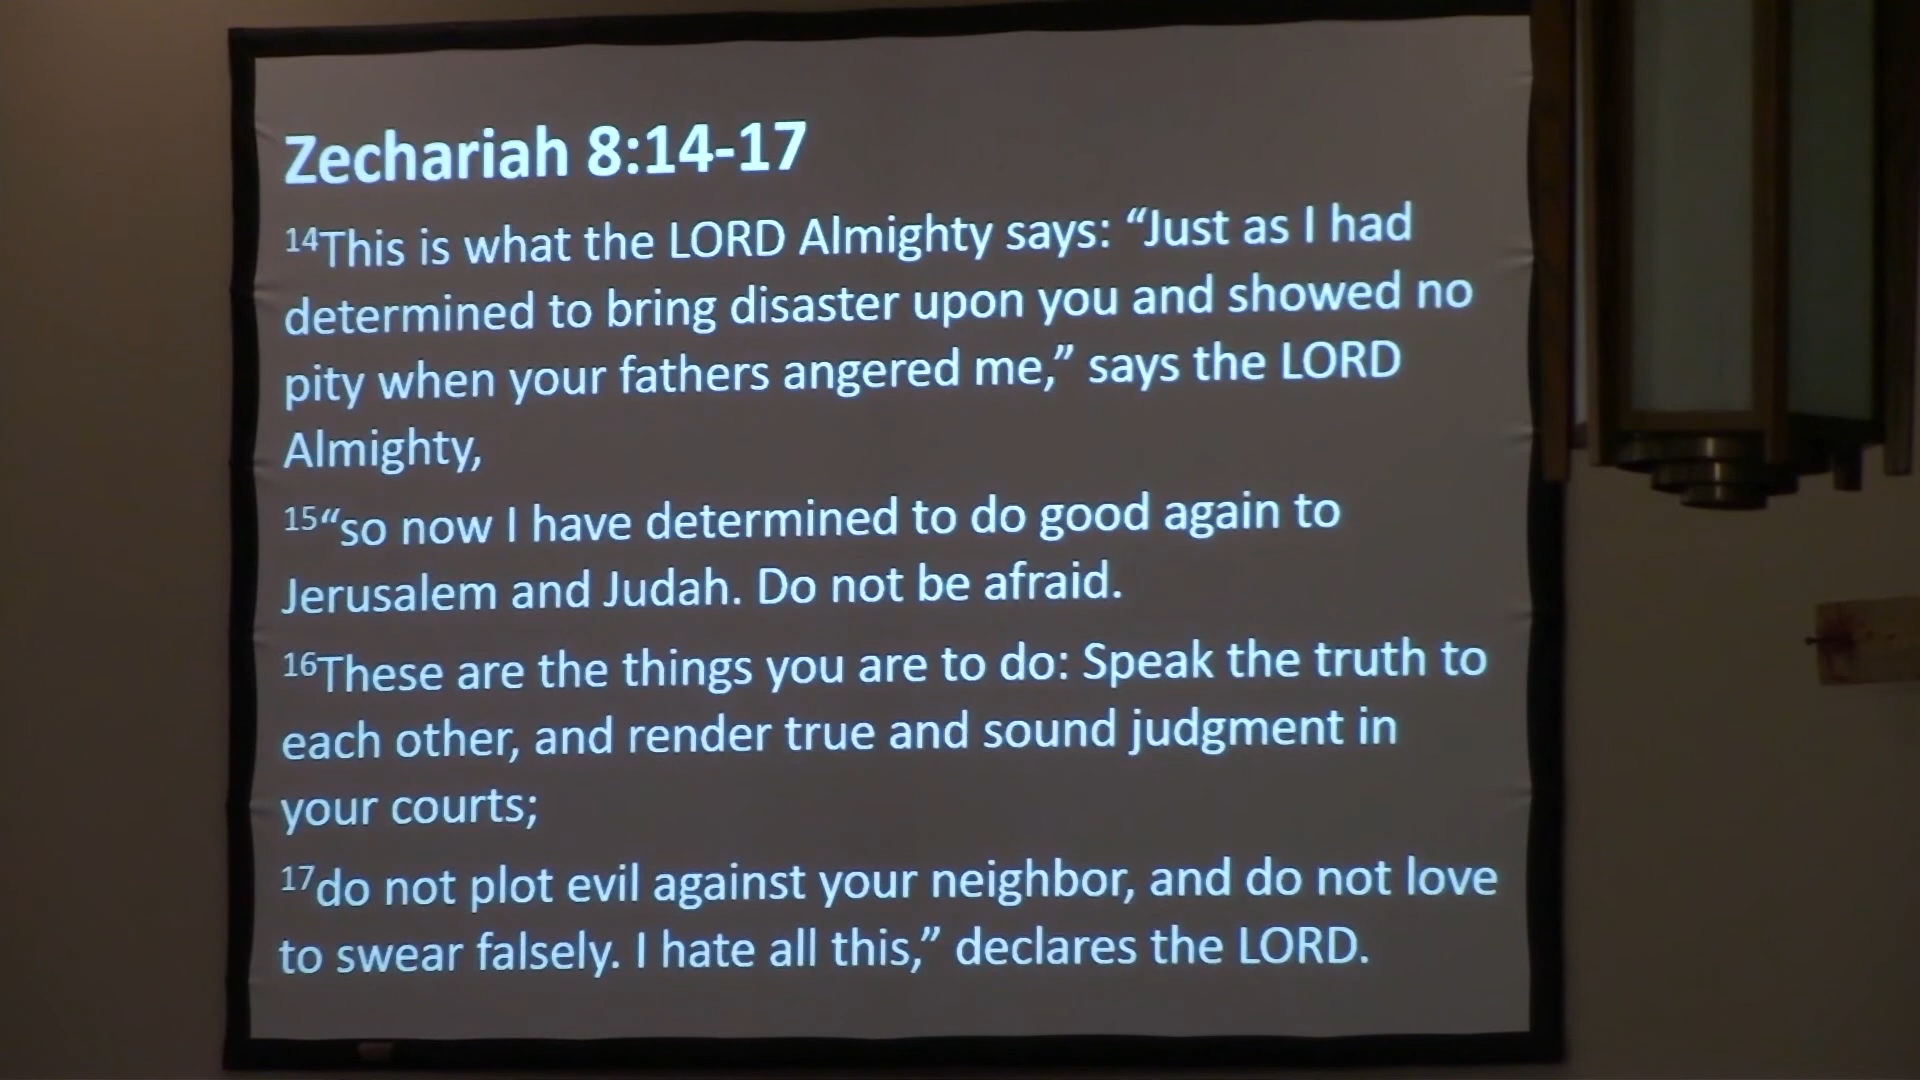 Zechariah 8:14-17
14This is what the LORD Almighty says: “Just as I had
determined to bring disaster upon you and showed no
pity when your fathers angered me,” says the LORD
Almighty,
15“so now I have determined to do good again to
Jerusalem and Judah. Do not be afraid.
16These are the things you are to do: Speak the truth to
each other, and render true and sound judgment in
your courts;
17do not plot evil against your neighbor, and do not love
to swear falsely. I hate all this,” declares the LORD.